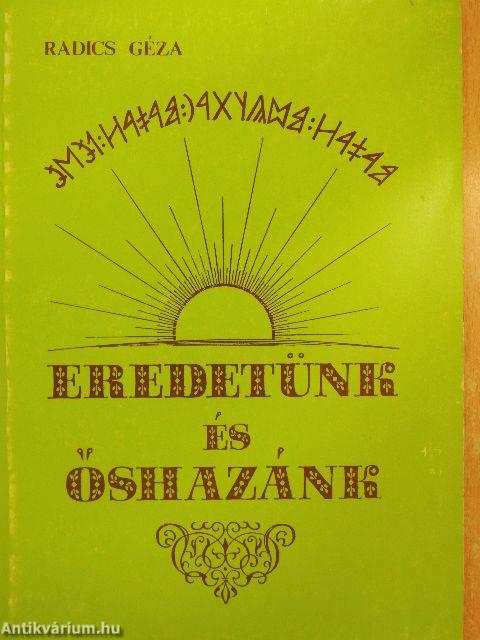 RADICS GÉZA
EREDETÜNK
ÉS
ŐSHAZÁNK
Antikvárium.hu